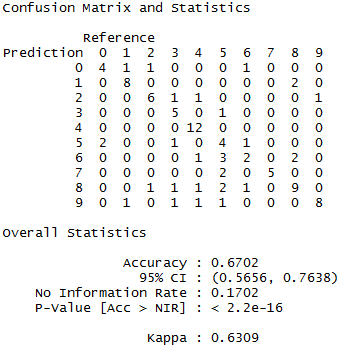 Confusion Matrix and Statistics
Reference
Prediction 0 1 2 3 4 5 6 7 8 9
0 4 1 1 0 0 0 1 0 0 0
1 0 8 0 0 0 0 0 0 2 0
2 0 0 6 1 1 0 0 0 0 1
3 0 0 0 5 0 1 0 0 0 0
4 0 0 0 0 12 0 0 0 0 0
5 2 0 0 1 0 4 1 0 0 0
6 0 0 0 0 1 3 2 0 2 0
7 0 0 0 0 0 2 0 5 0 0
8 0 0 1 1 1 2 1 0 9 0
9 0 1 0 1 1 1 0 0 0 8
Overall Statistics
Accuracy : 0.6702
95% CI : (0.5656, 0.7638)
No Information Rate : 0.1702
P-Value [Acc > NIR] : < 2.2e-16
Kappa : 0.6309